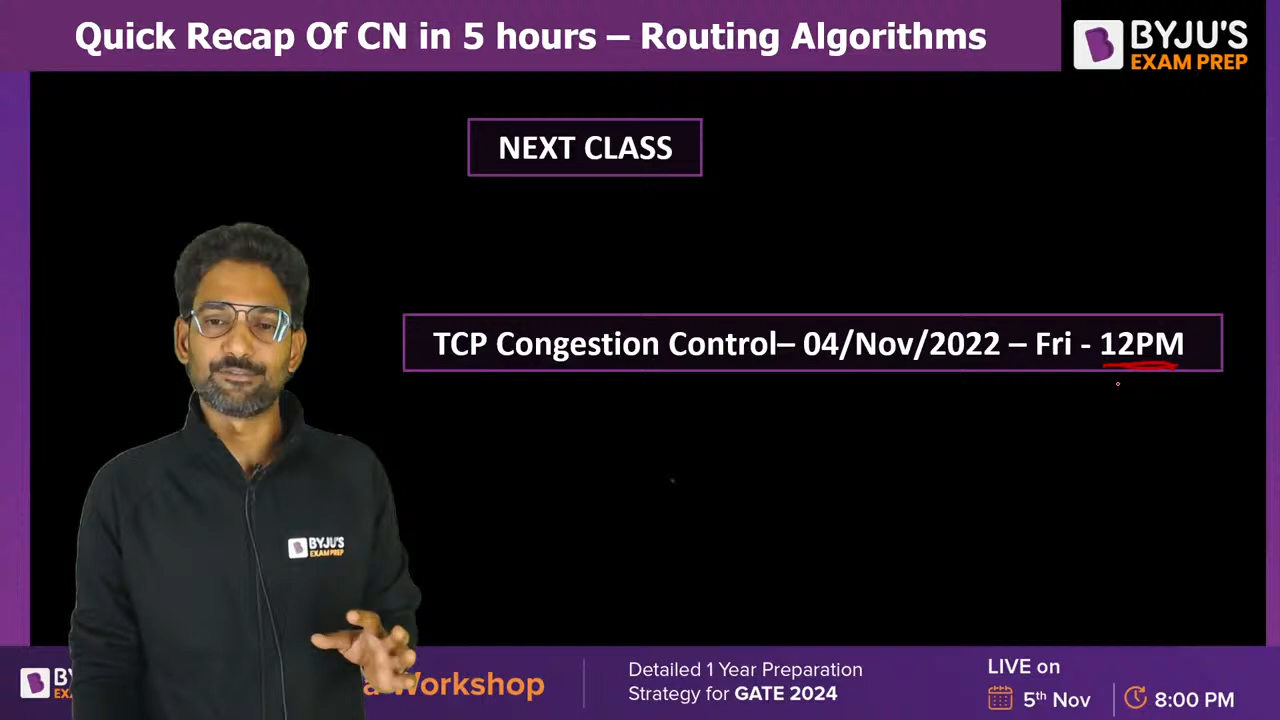 Quick Recap Of CN in 5 hours – Routing Algorithms
BYJU'S
EXAM PREP
NEXT CLASS
TCP Congestion Control– 04/Nov/2022 – Fri - 12PM
BYJU'S
EXAM PREP
Workshop
Detailed 1 Year Preparation
Strategy for GATE 2024
LIVE on
5th Nov
8:00 PM